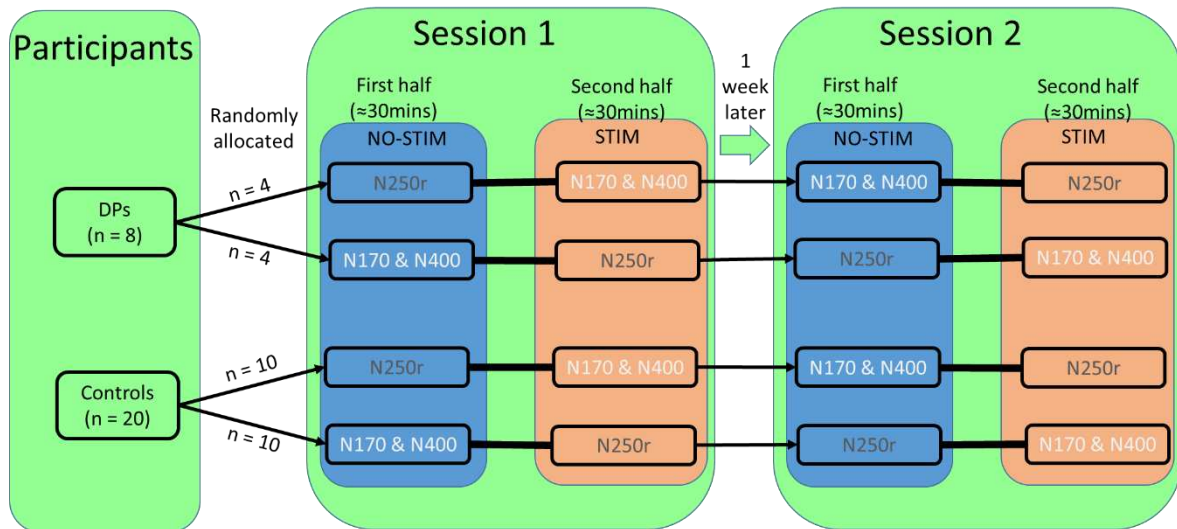 Participants
Session 1
Session 2
1
week
later
First half
(≈30mins)
Second half
(≈30mins)
First half
(≈30mins)
Second half
(≈30mins)
Randomly
allocated
NO-STIM
STIM
NO-STIM
STIM
DPs
(n = 8)
n = 4
N250r
N170 & N400
N170 & N400
N250r
n = 4
N170 & N400
N250r
N250r
N170 & N400
Controls
(n = 20)
n = 10
N250r
N170 & N400
N170 & N400
N250r
n = 10
N170 & N400
N250r
N250r
N170 & N400